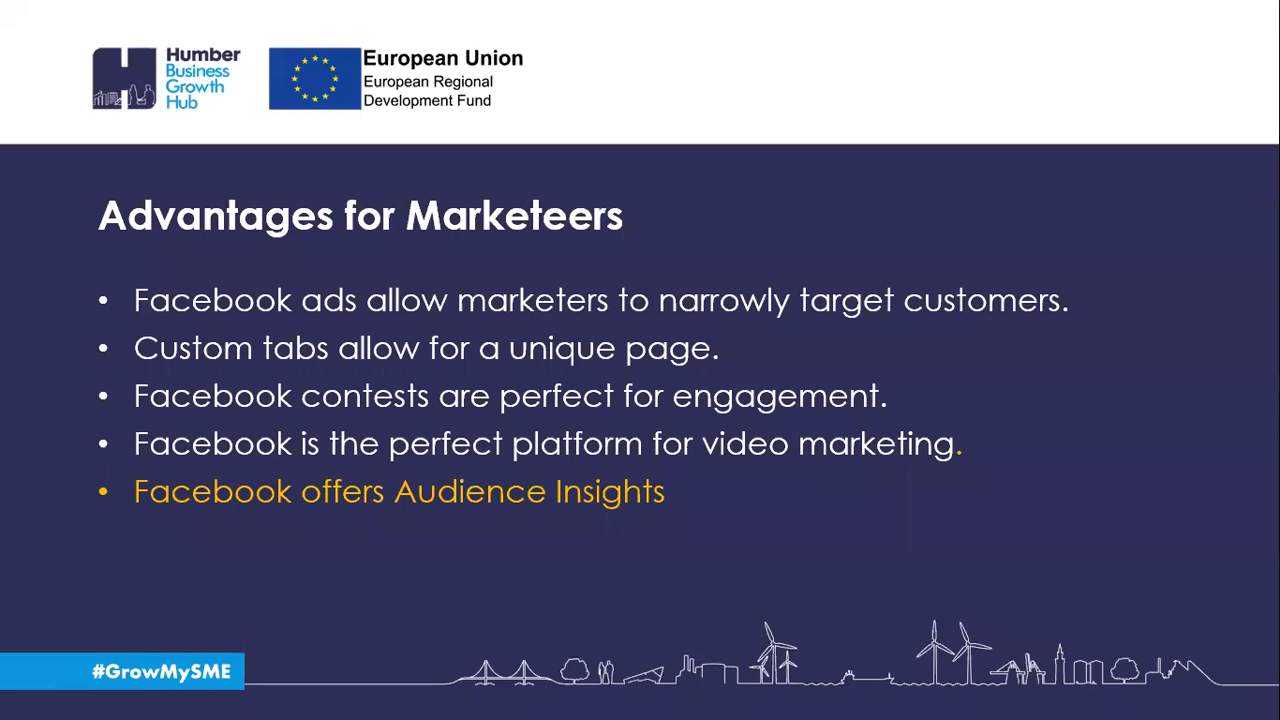 Humber
Business
Growth
Hub
European Union
European Regional
Development Fund
Advantages for Marketeers
• Facebook ads allow marketers to narrowly target customers.
• Custom tabs allow for a unique page.
• Facebook contests are perfect for engagement.
• Facebook is the perfect platform for video marketing.
• Facebook offers Audience Insights
#GrowMySME